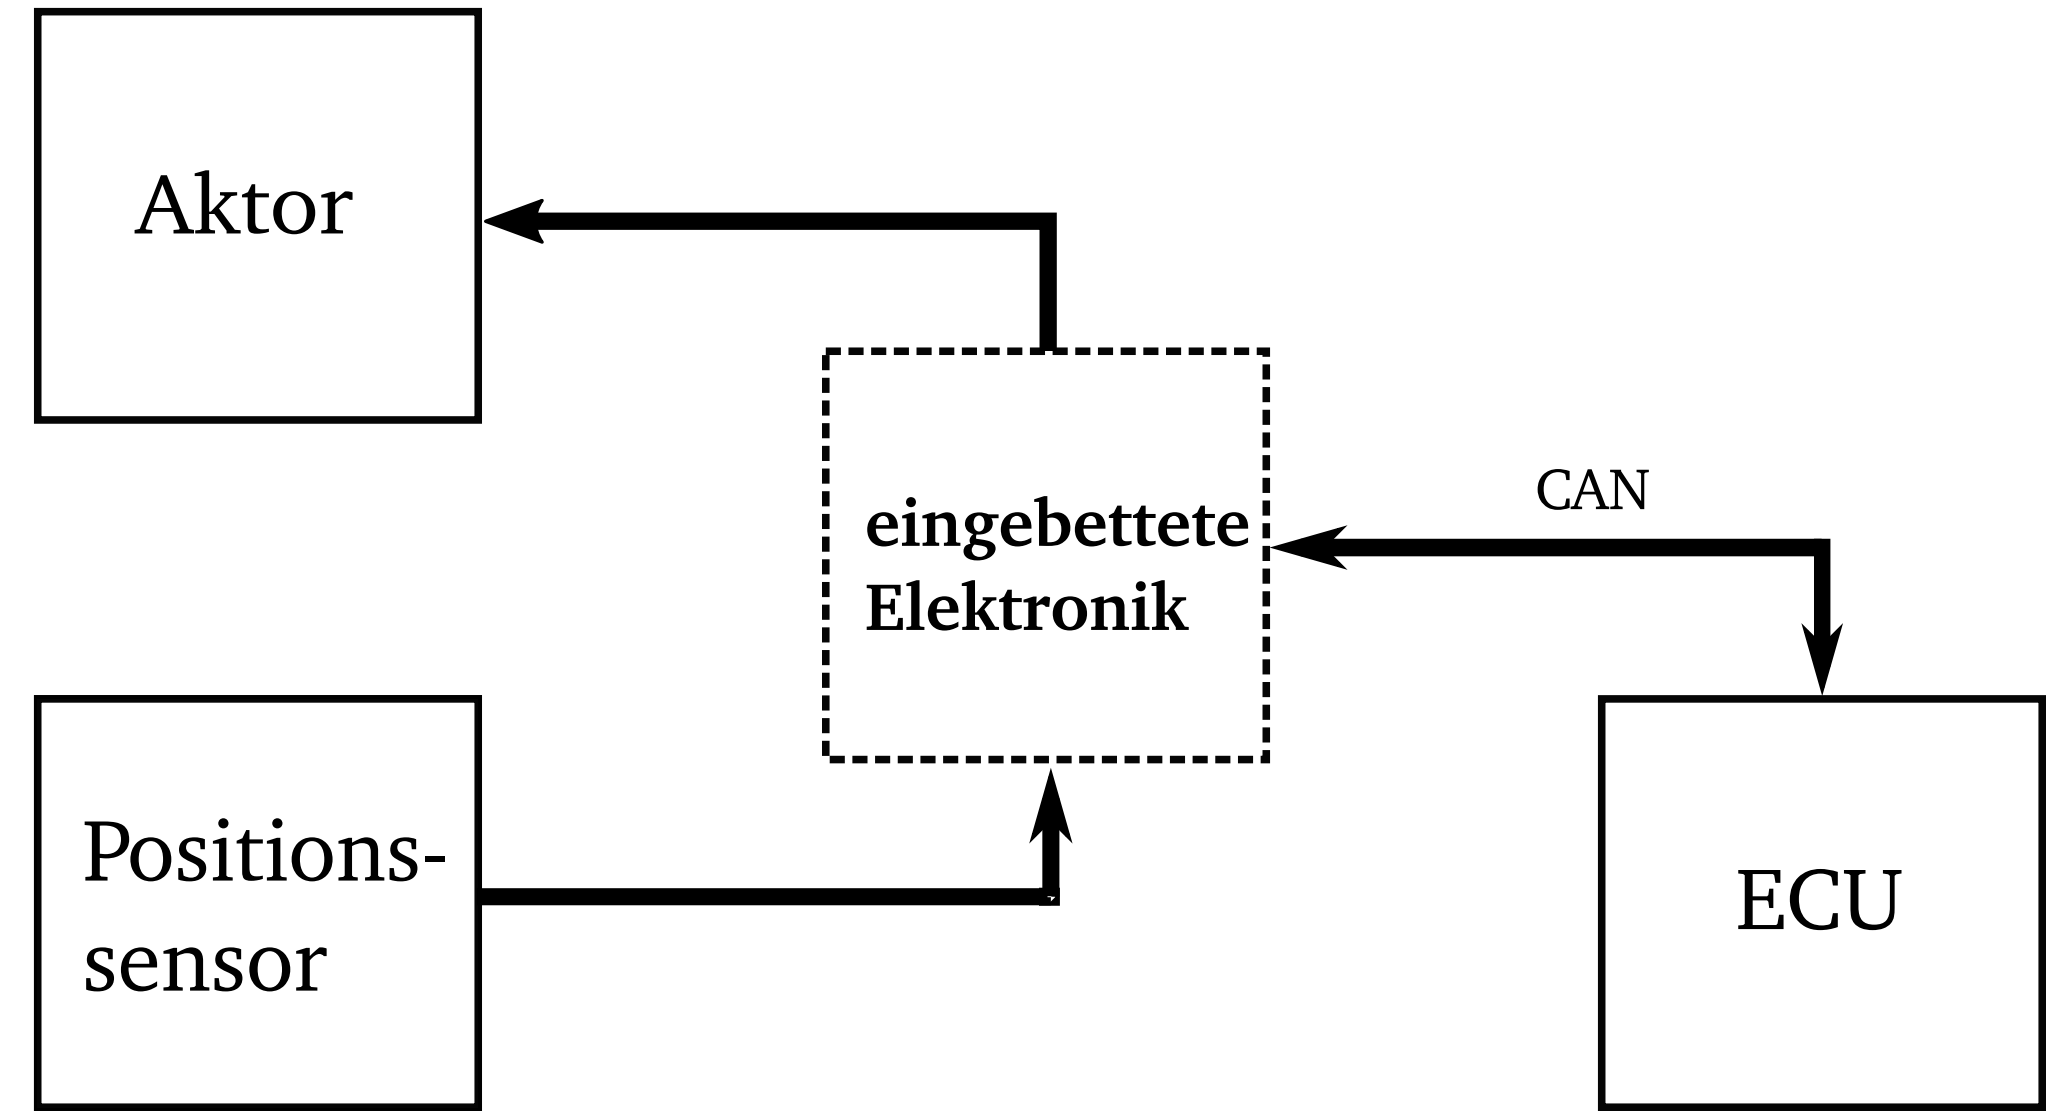 Aktor
eingebettete
Elektronik
CAN
Positions-
sensor
ECU